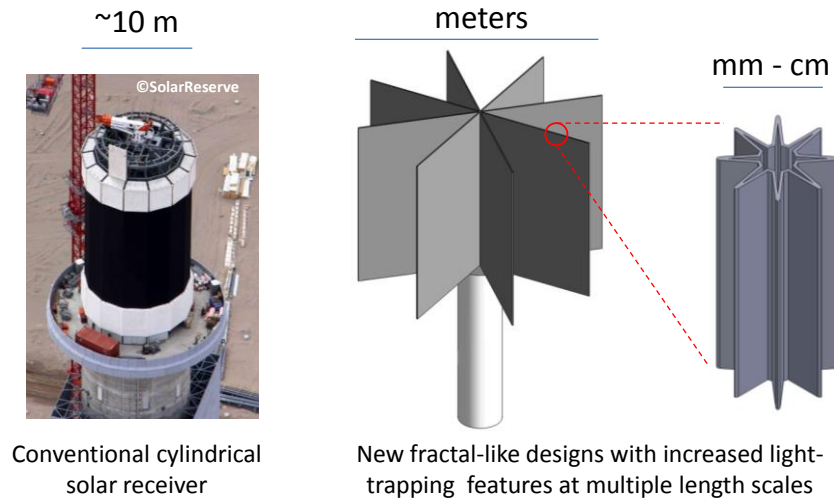 ~10 m
meters
mm - cm
©SolarReserve
Conventional cylindrical
solar receiver
New fractal-like designs with increased light-
trapping features at multiple length scales